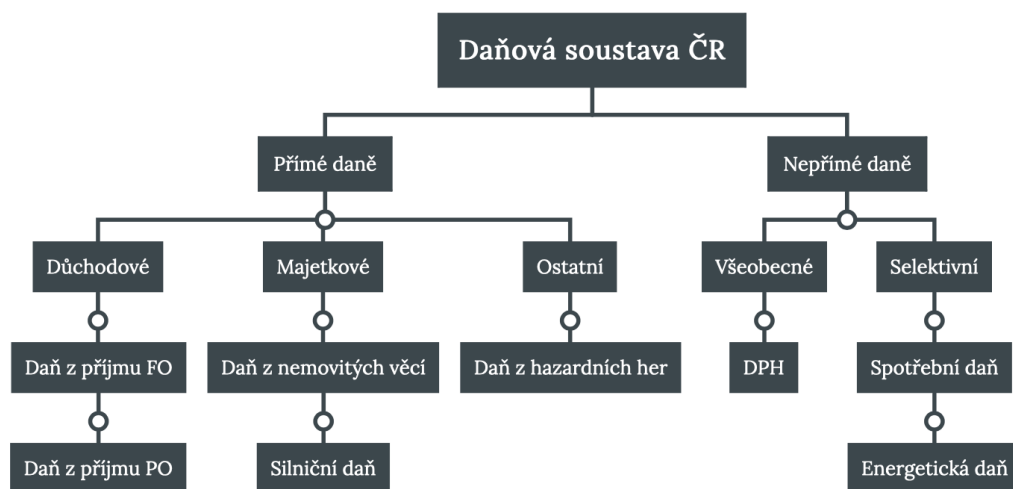 Daňová soustava ČR
Přímé daně
Nepřímé daně
Důchodové
Majetkové
Ostatní
Všeobecné
Selektivní
Daň z příjmu FO
Daň z nemovitých věcí
Daň z hazardních her
DPH
Spotřební daň
Daň z příjmu PO
Silniční daň
Energetická daň